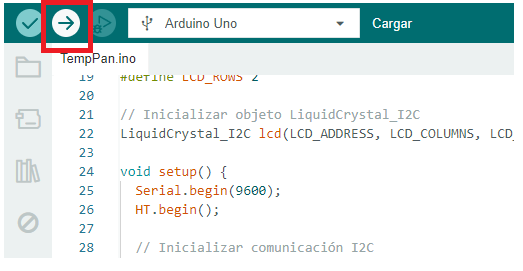 Arduino Uno
Cargar
TempPan.ino
19 #define LCD_ROWS 2
20
21 // Inicializar objeto LiquidCrystal_I2C
22 LiquidCrystal_I2C lcd(LCD_ADDRESS, LCD_COLUMNS, LCD_
23
24 void setup() {
25 Serial.begin(9600);
26 HT.begin();
27
28 // Inicializar comunicación I2C